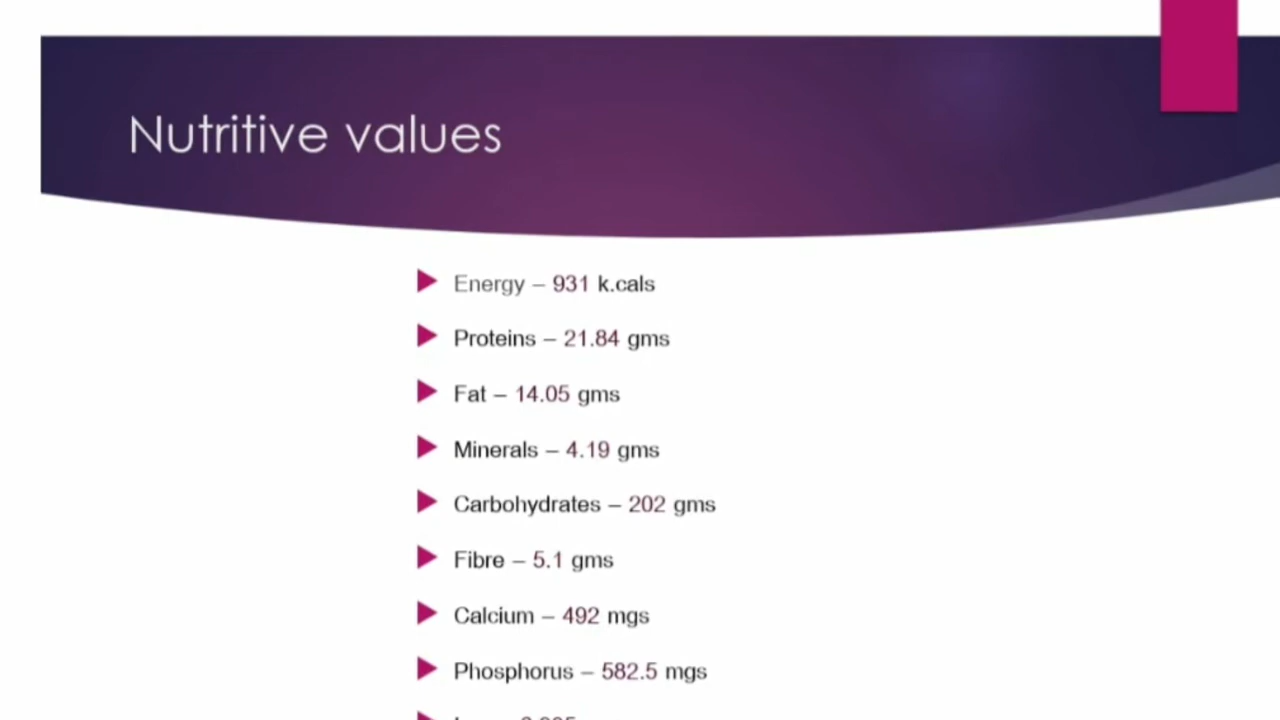 Nutritive values
Energy – 931 k.cals
Proteins – 21.84 gms
Fat – 14.05 gms
Minerals – 4.19 gms
Carbohydrates – 202 gms
Fibre – 5.1 gms
Calcium – 492 mgs
Phosphorus – 582.5 mgs